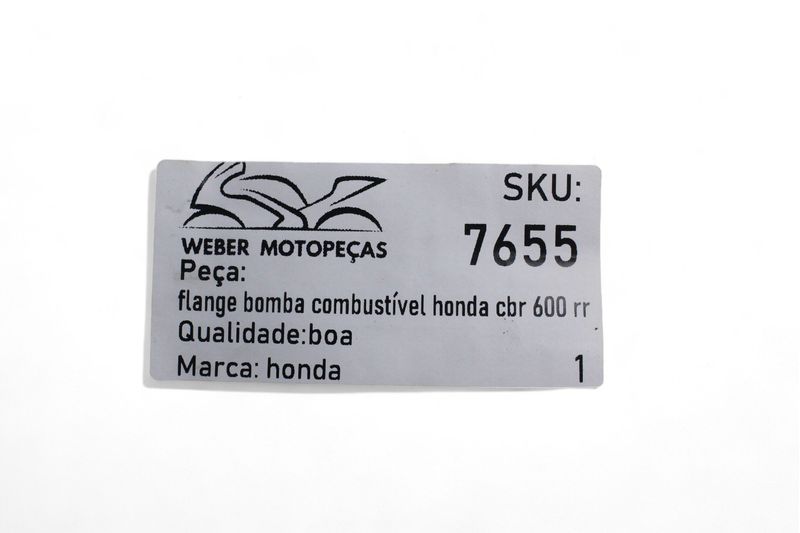 WEBER MOTOPEÇAS
SKU:
7655
Peça:
flange bomba combustível honda cbr 600 rr
Qualidade:boa
Marca: honda
1